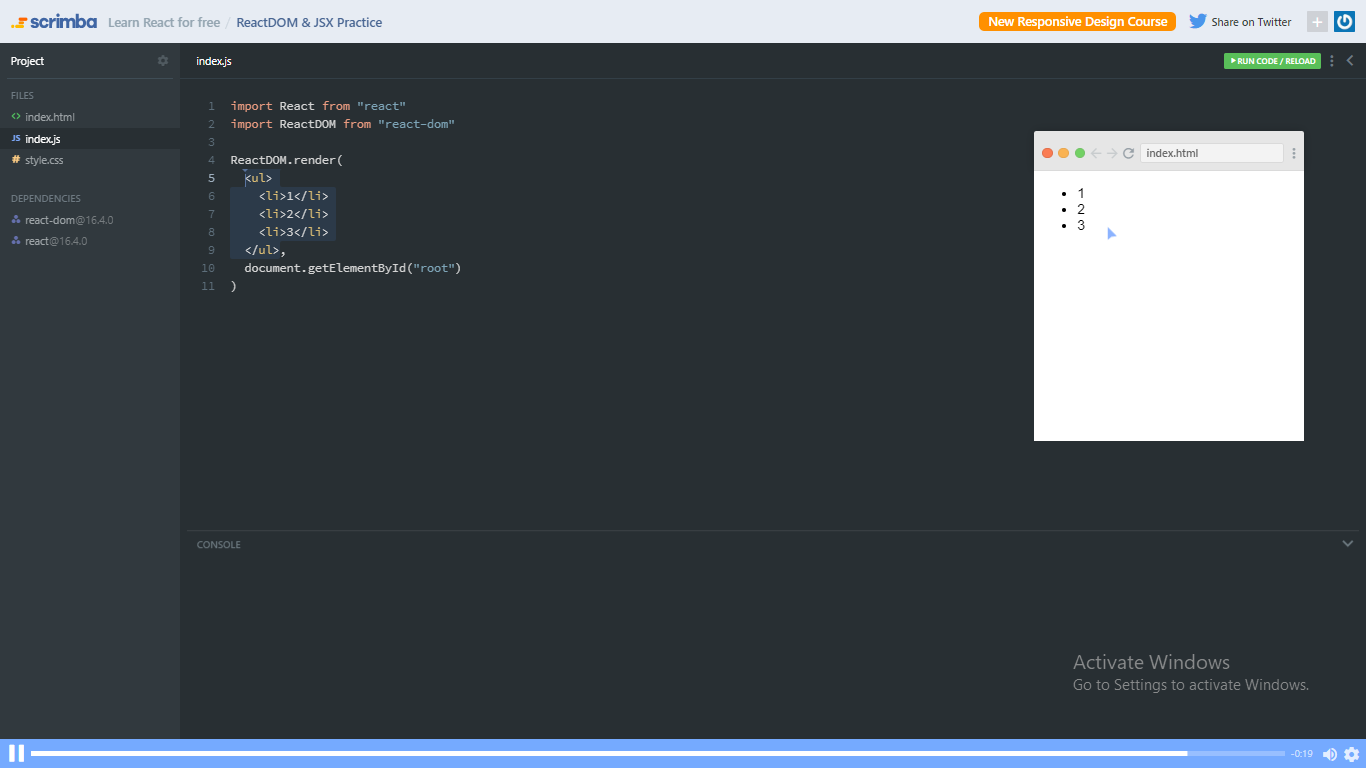 scrimba Learn React for free / ReactDOM & JSX Practice New Responsive Design Course Share on Twitter +
Project
index.js
RUN CODE / RELOAD
FILES
<> index.html
JS index.js
# style.css
DEPENDENCIES
react-dom@16.4.0
react@16.4.0
1 import React from "react"
2 import ReactDOM from "react-dom"
3
4 ReactDOM.render(
5 <ul>
6 <li>1</li>
7 <li>2</li>
8 <li>3</li>
9 </ul>,
10 document.getElementById("root")
11 )
index.html
• 1
• 2
• 3
CONSOLE
Activate Windows
Go to Settings to activate Windows.
-0:19